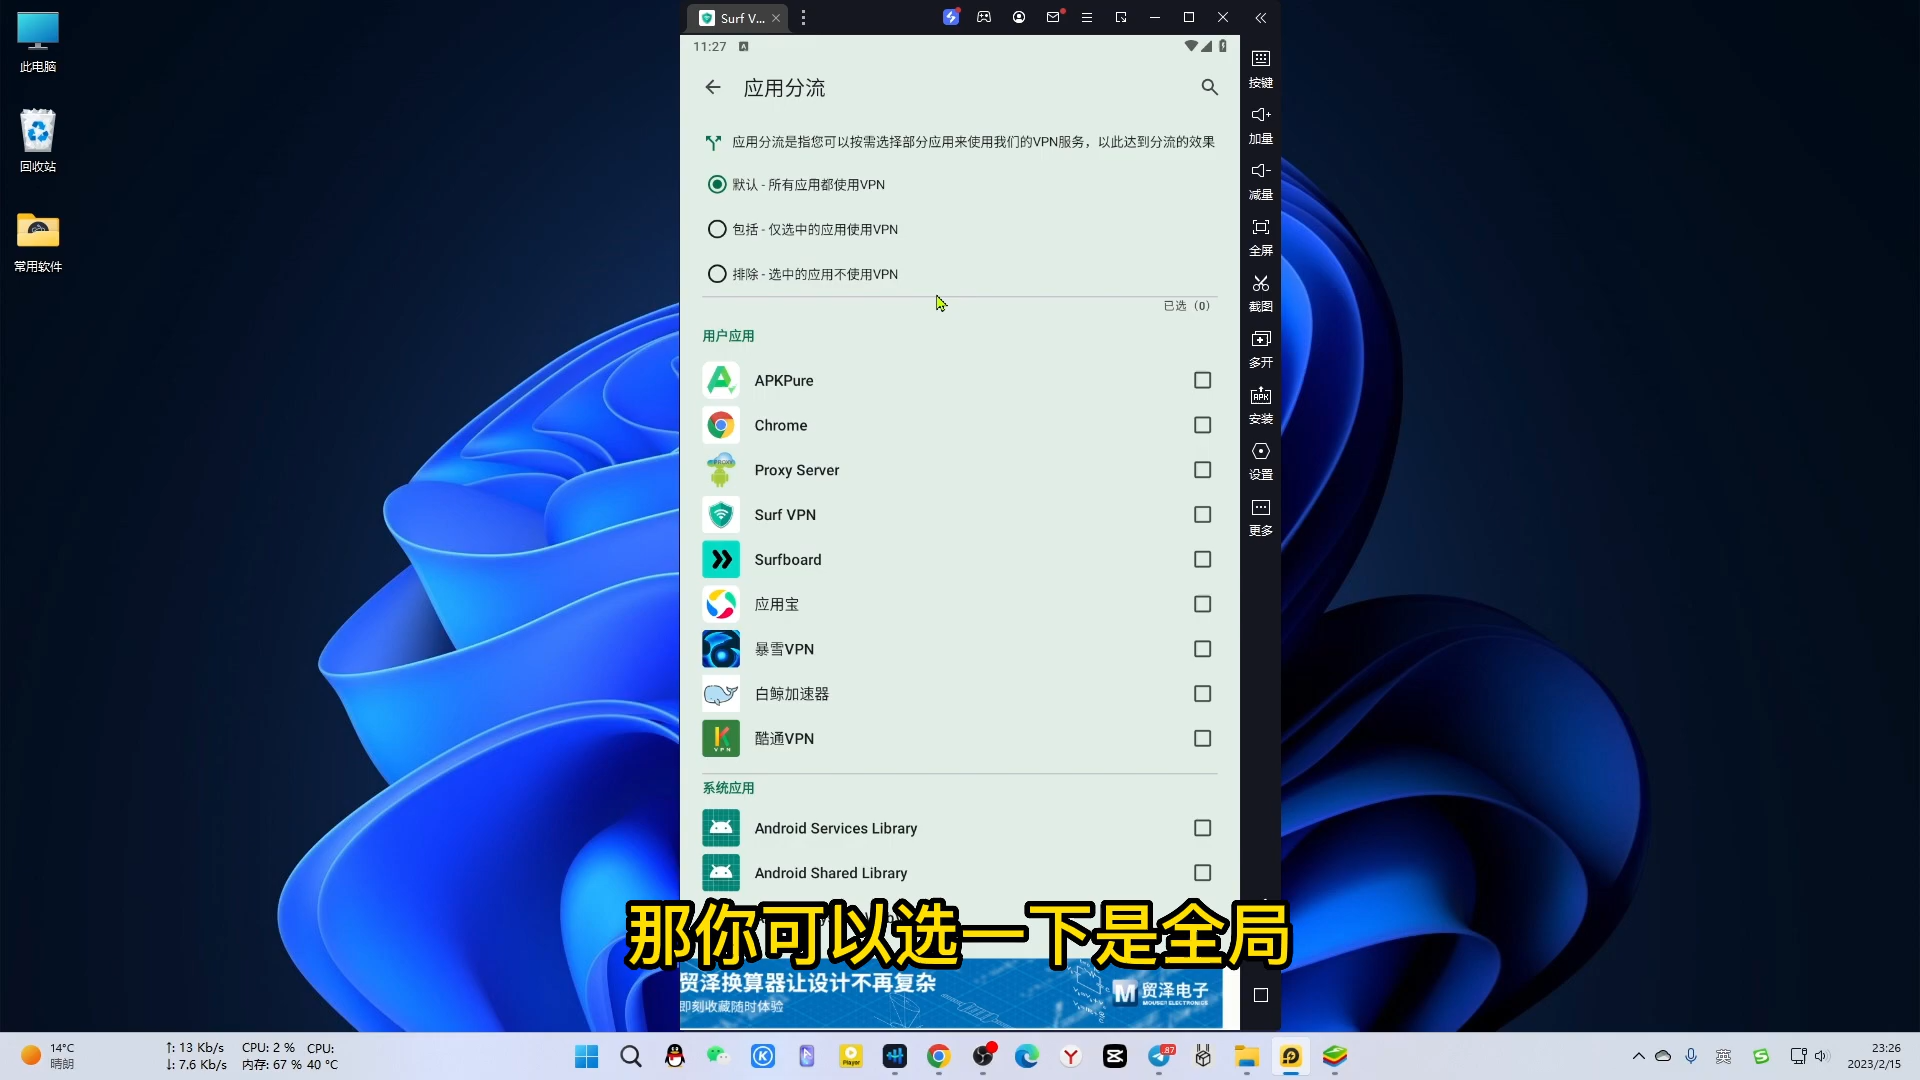 此电脑
回收站
常用软件
Surf V...
11:27
应用分流
应用分流是指您可以按需选择部分应用来使用我们的VPN服务，以此达到分流的效果
默认 - 所有应用都使用VPN
包括 - 仅选中的应用使用VPN
排除 - 选中的应用不使用VPN
已选（0）
用户应用
APKPure
Chrome
Proxy Server
Surf VPN
Surfboard
应用宝
暴雪VPN
白鲸加速器
酷通VPN
系统应用
Android Services Library
Android Shared Library
那你可以选一下是全局
贸泽换算器让设计不再复杂
即刻收藏随时体验
M 贸泽电子
MOUSER ELECTRONICS
按键
加量
减量
全屏
截图
多开
安装
设置
更多
14°C
晴朗
↑: 13 Kb/s
↓: 7.6 Kb/s
CPU: 2 %
内存: 67 %
CPU:
40 °C
87
英
23:26
2023/2/15